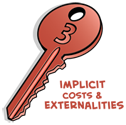 3
IMPLICIT
COSTS &
EXTERNALITIES